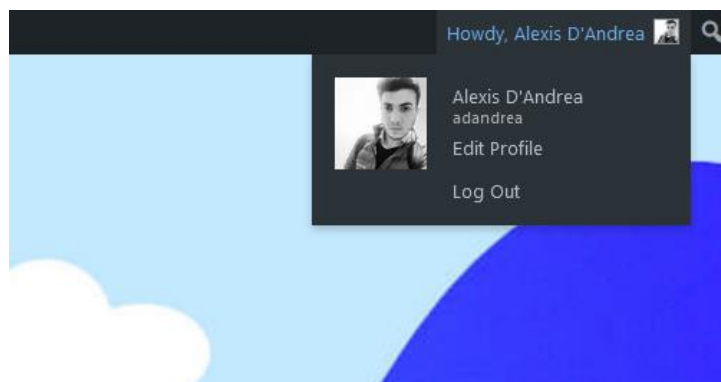 Howdy, Alexis D'Andrea
Alexis D'Andrea
adandrea
Edit Profile
Log Out